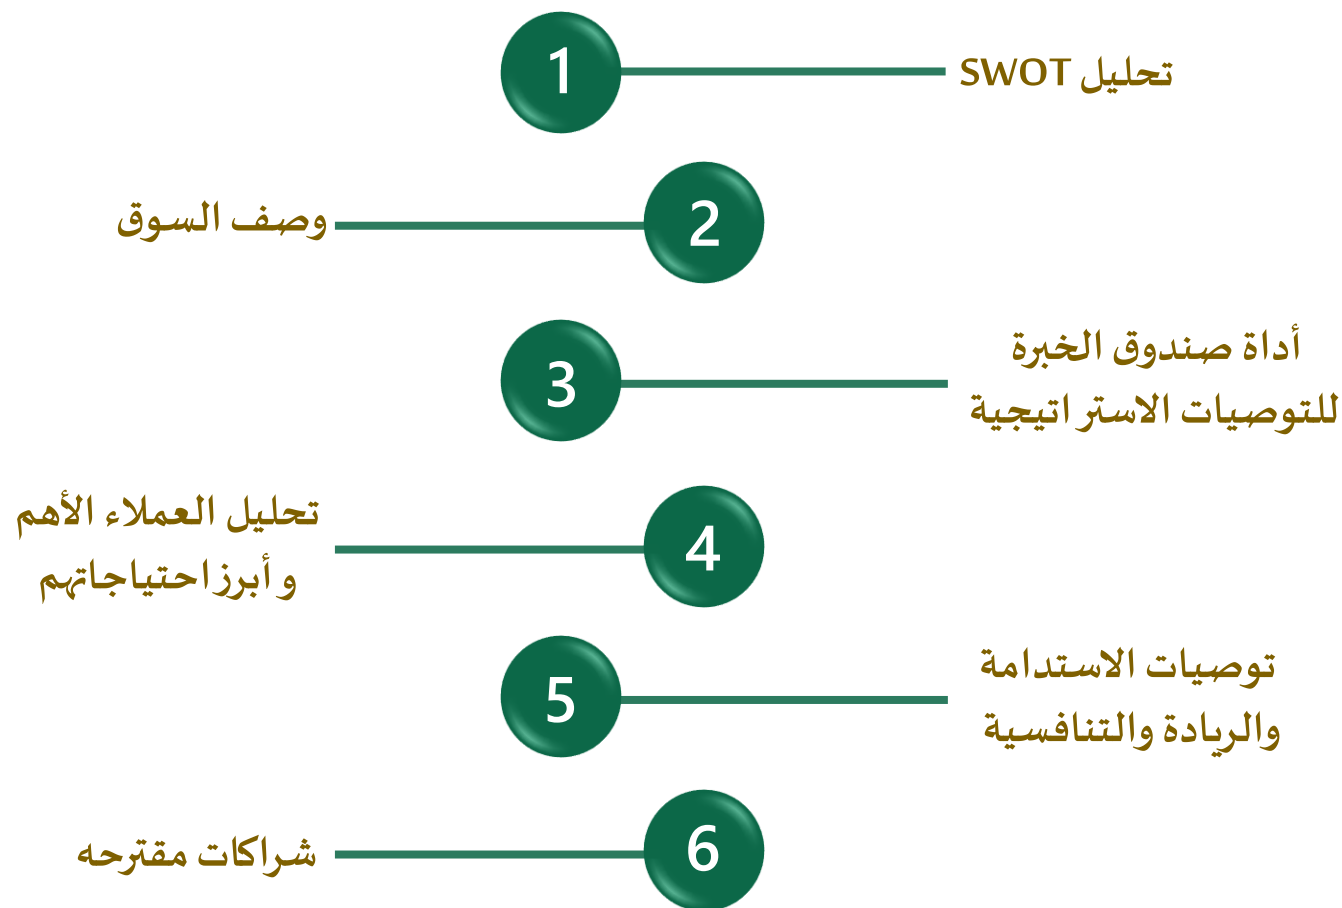 1
تحليل SWOT
2
وصف السوق
3
أداة صندوق الخبرة
للتوصيات الاستراتيجية
4
تحليل العملاء الأهم
وأبرز احتياجاتهم
5
توصيات الاستدامة
والريادة والتنافسية
6
شراكات مقترحه